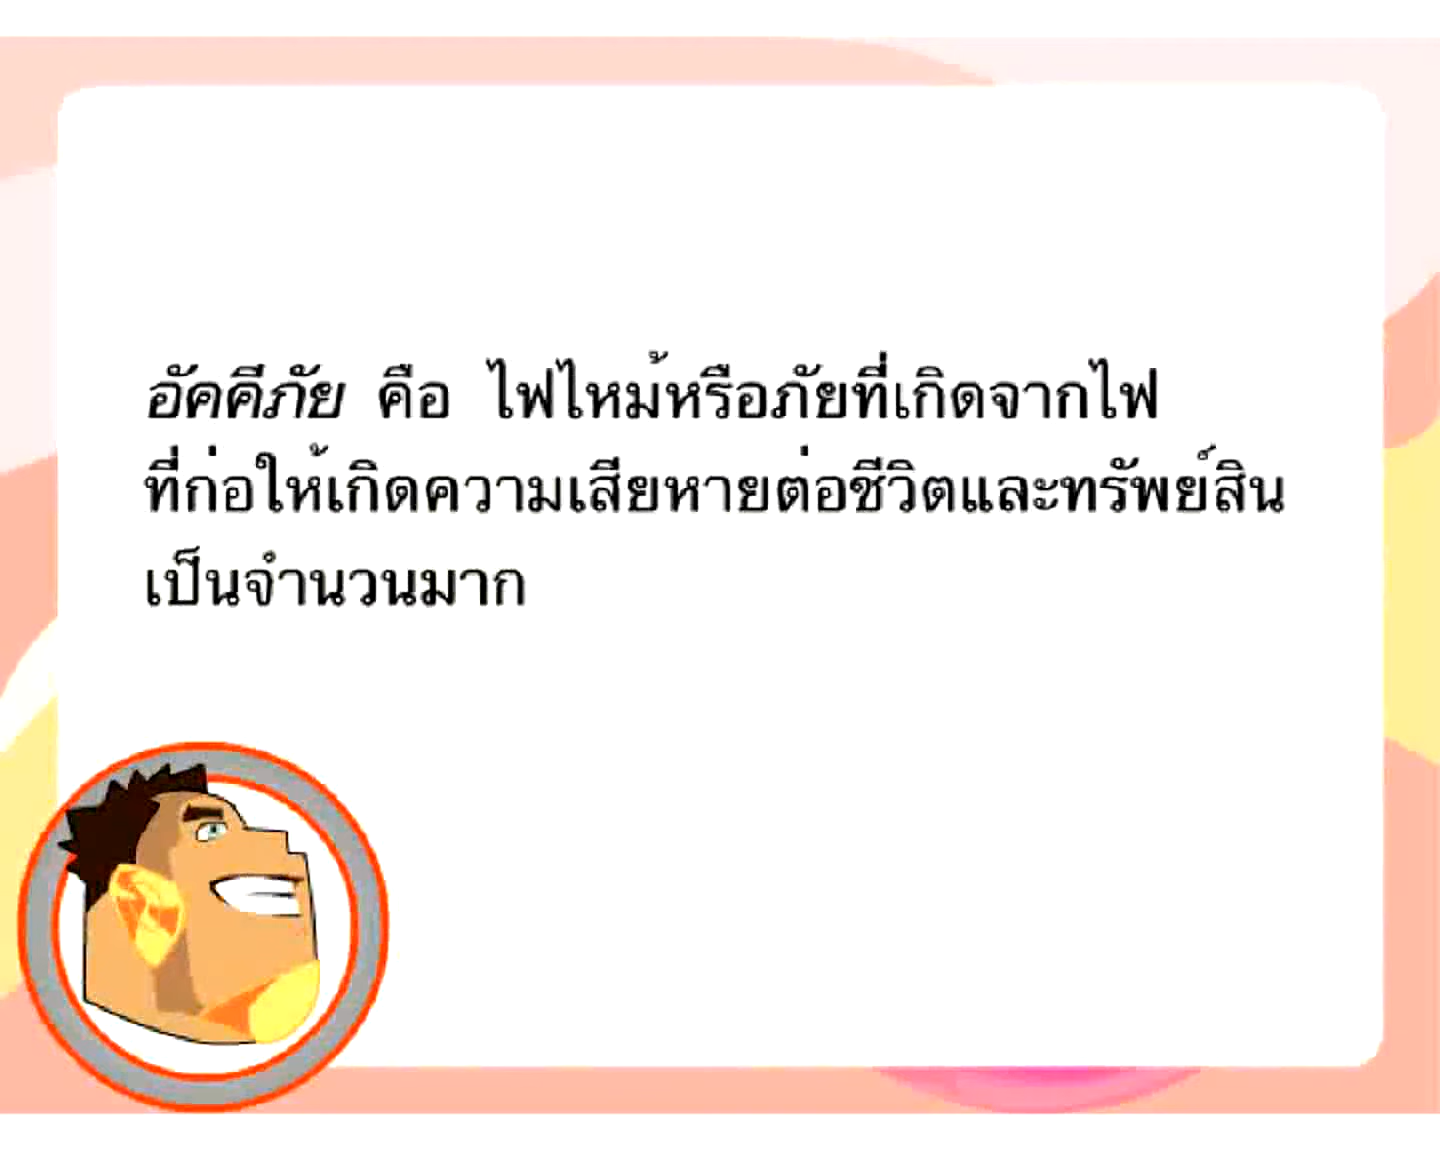 อัคคีภัย คือ ไฟไหม้หรือภัยที่เกิดจากไฟ
ที่ก่อให้เกิดความเสียหายต่อชีวิตและทรัพย์สิน
เป็นจำนวนมาก